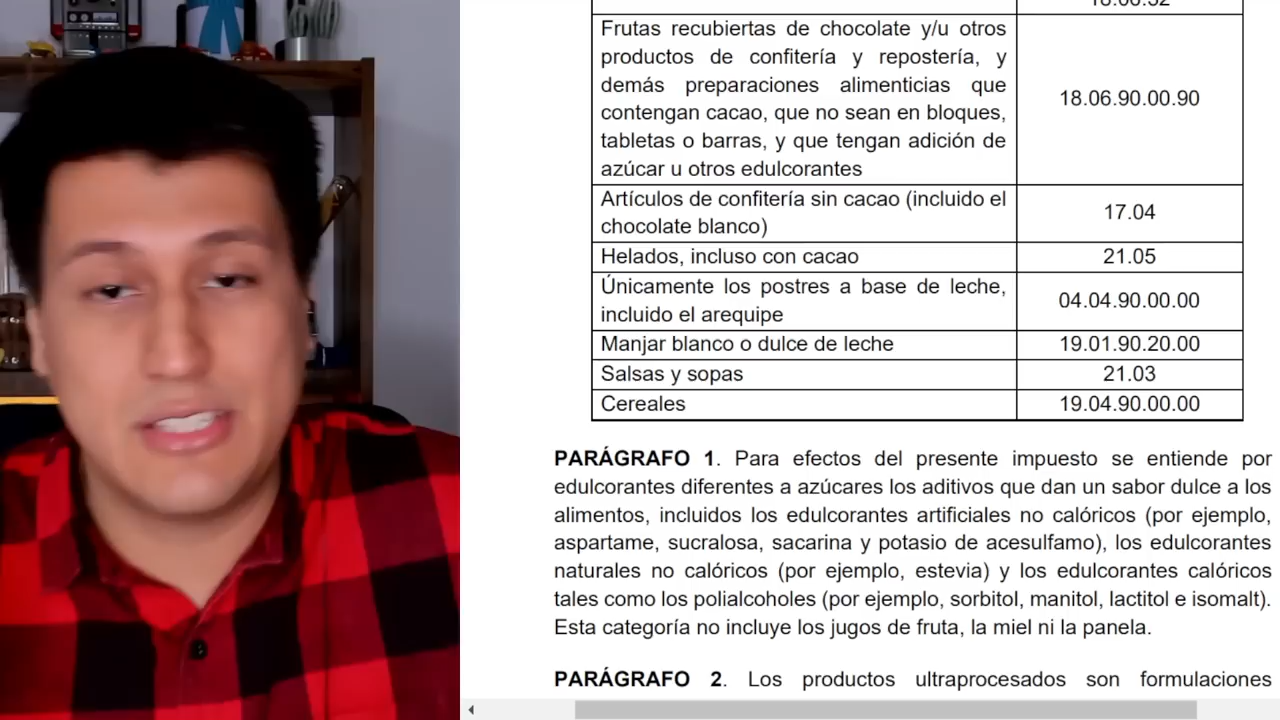 18.06.32
Frutas recubiertas de chocolate y/u otros
productos de confitería y repostería, y
demás preparaciones alimenticias que
contengan cacao, que no sean en bloques,
tabletas o barras, y que tengan adición de
azúcar u otros edulcorantes
18.06.90.00.90
Artículos de confitería sin cacao (incluido el
chocolate blanco)
17.04
Helados, incluso con cacao
21.05
Únicamente los postres a base de leche,
incluido el arequipe
04.04.90.00.00
Manjar blanco o dulce de leche
19.01.90.20.00
Salsas y sopas
21.03
Cereales
19.04.90.00.00
PARÁGRAFO 1. Para efectos del presente impuesto se entiende por
edulcorantes diferentes a azúcares los aditivos que dan un sabor dulce a los
alimentos, incluidos los edulcorantes artificiales no calóricos (por ejemplo,
aspartame, sucralosa, sacarina y potasio de acesulfamo), los edulcorantes
naturales no calóricos (por ejemplo, estevia) y los edulcorantes calóricos
tales como los polialcoholes (por ejemplo, sorbitol, manitol, lactitol e isomalt).
Esta categoría no incluye los jugos de fruta, la miel ni la panela.
PARÁGRAFO 2. Los productos ultraprocesados son formulaciones